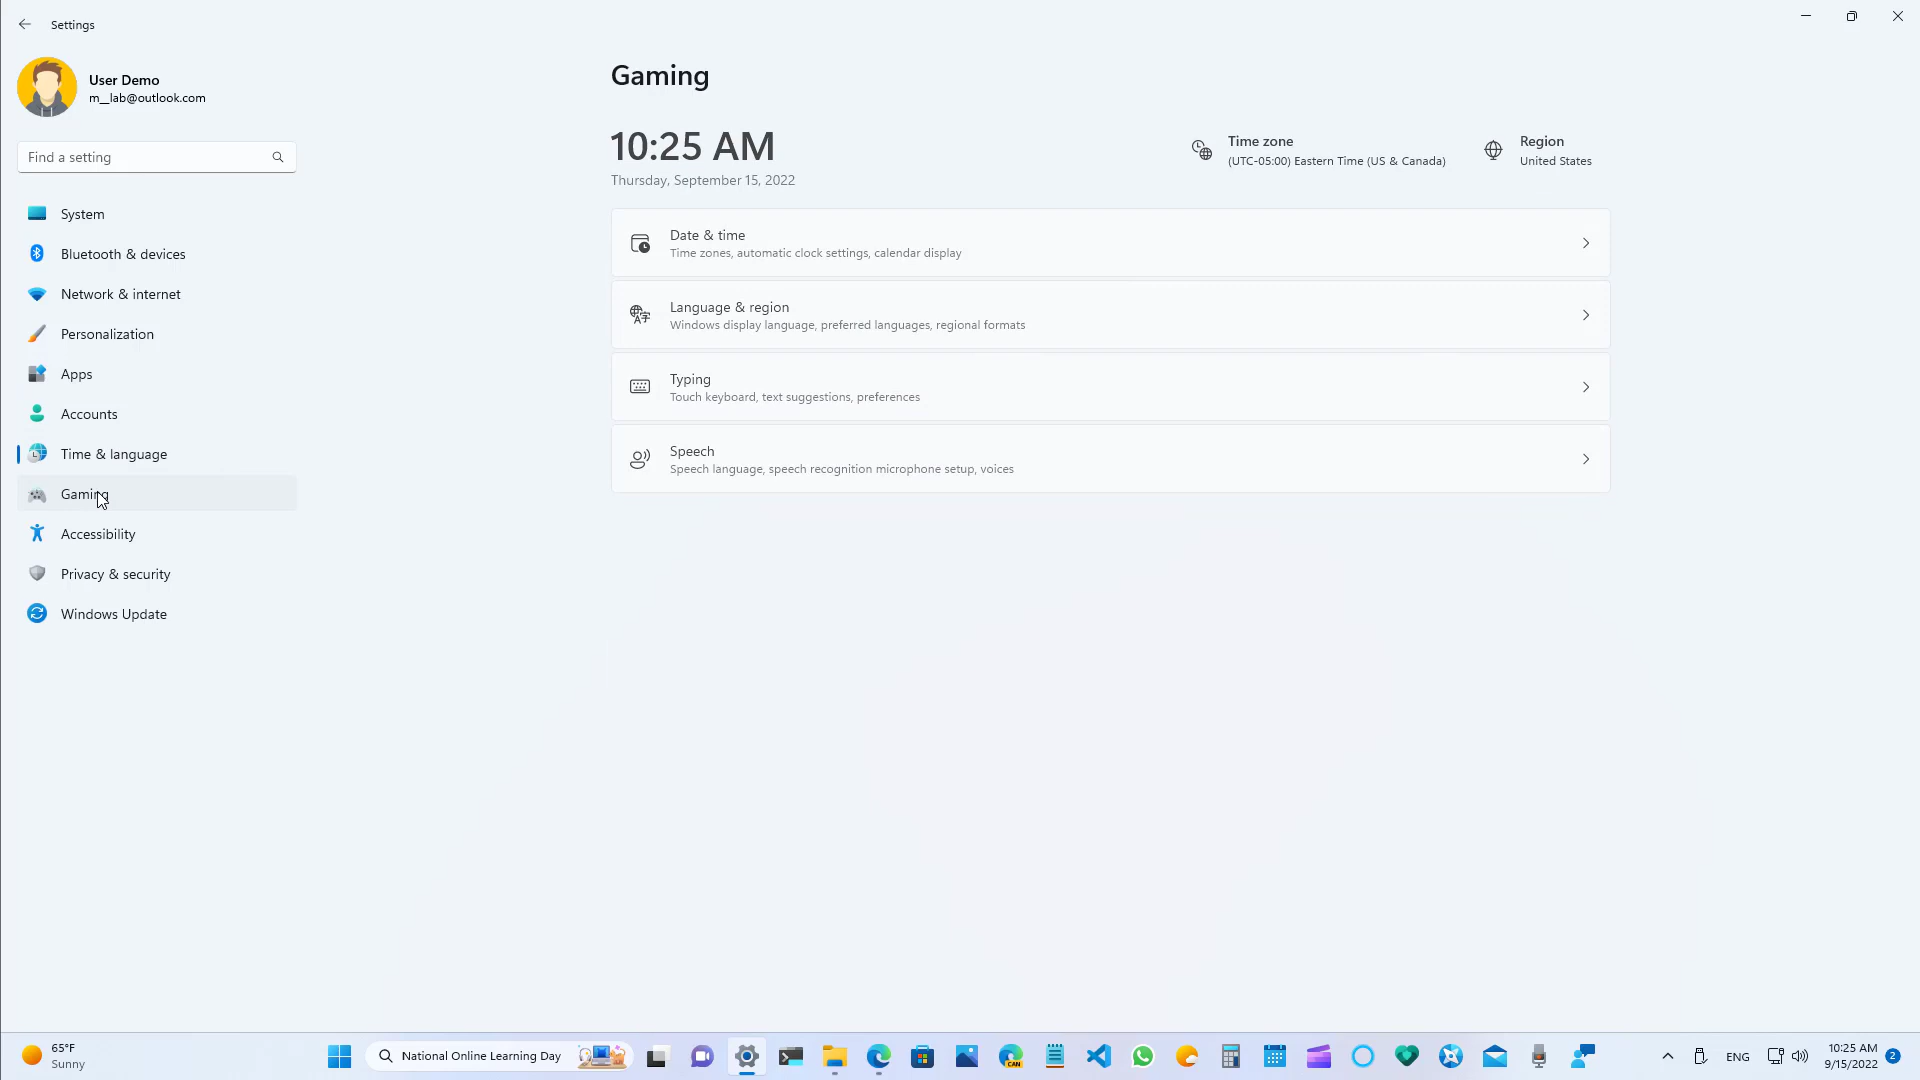 Settings
User Demo
m__lab@outlook.com
Find a setting
System
Bluetooth & devices
Network & internet
Personalization
Apps
Accounts
Time & language
Gaming
Accessibility
Privacy & security
Windows Update
Gaming
10:25 AM
Thursday, September 15, 2022
Time zone
(UTC-05:00) Eastern Time (US & Canada)
Region
United States
Date & time
Time zones, automatic clock settings, calendar display
Language & region
Windows display language, preferred languages, regional formats
Typing
Touch keyboard, text suggestions, preferences
Speech
Speech language, speech recognition microphone setup, voices
65°F
Sunny
National Online Learning Day
CAN
ENG
10:25 AM
9/15/2022
2